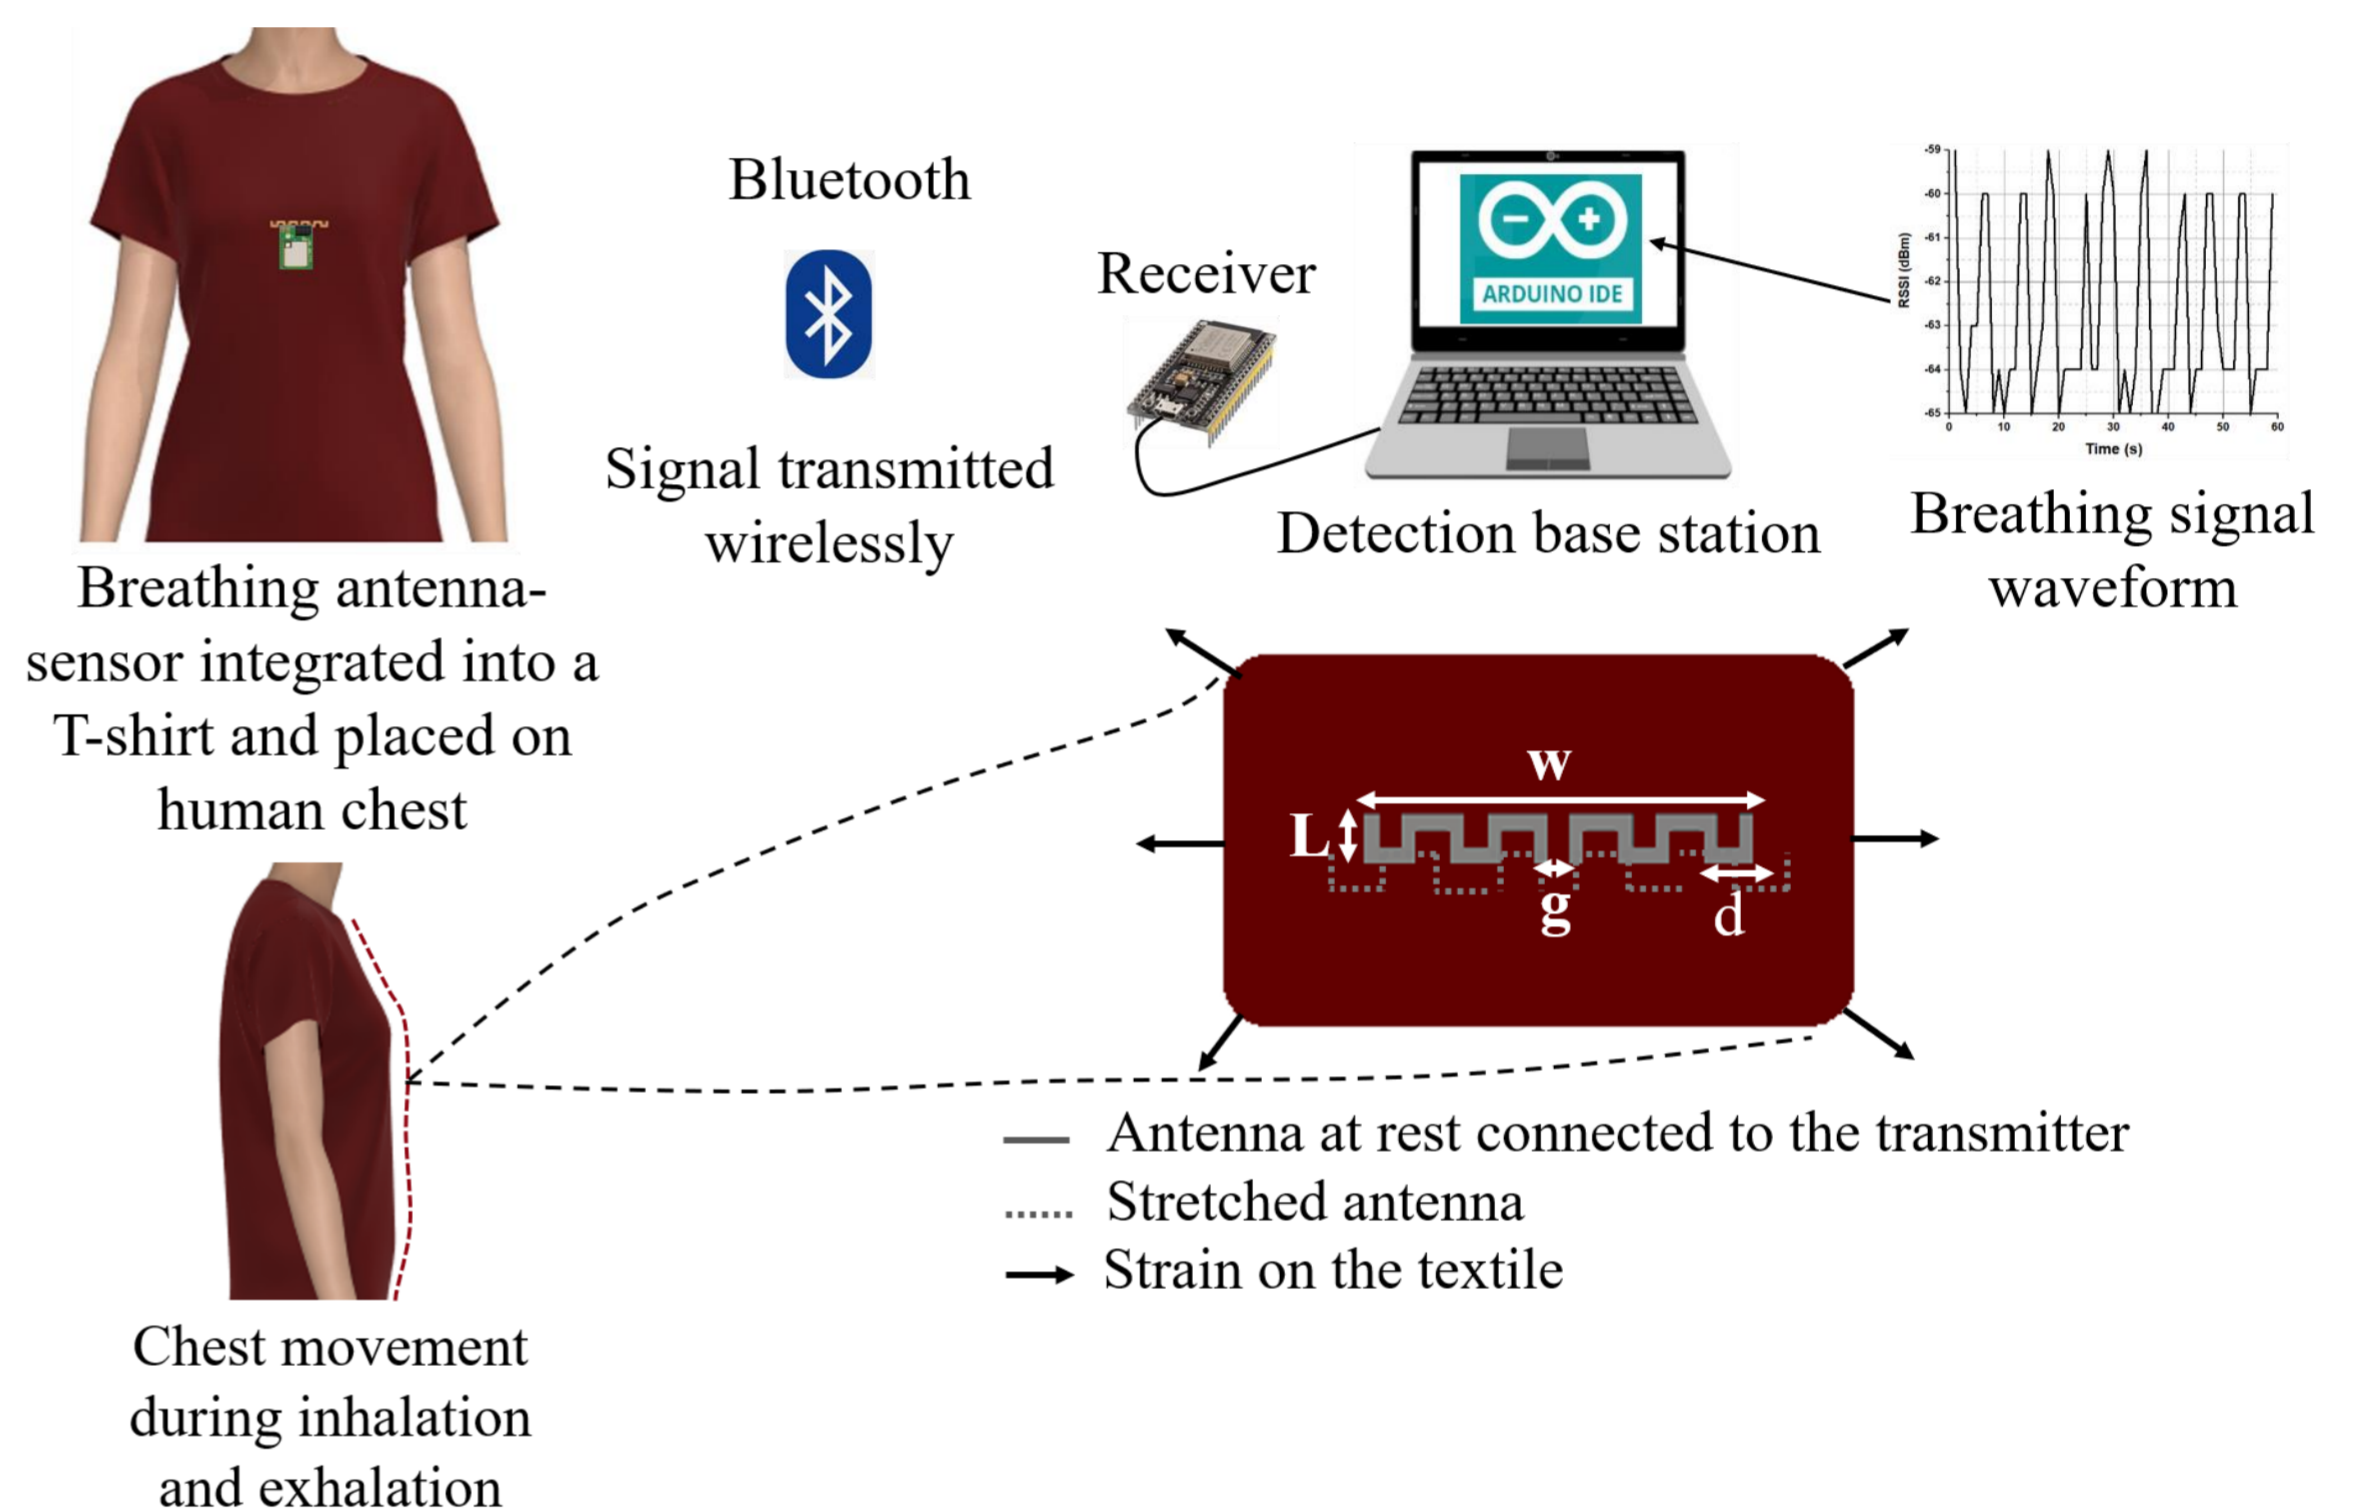 Bluetooth
Signal transmitted
wirelessly
Receiver
ARDUINO IDE
Detection base station
-59
-60
-61
-62
-63
-64
-65
RSSI (dBm)
0 10 20 30 40 50 60
Time (s)
Breathing signal
waveform
Breathing antenna-
sensor integrated into a
T-shirt and placed on
human chest
w
L
g
d
Antenna at rest connected to the transmitter
Stretched antenna
Strain on the textile
Chest movement
during inhalation
and exhalation